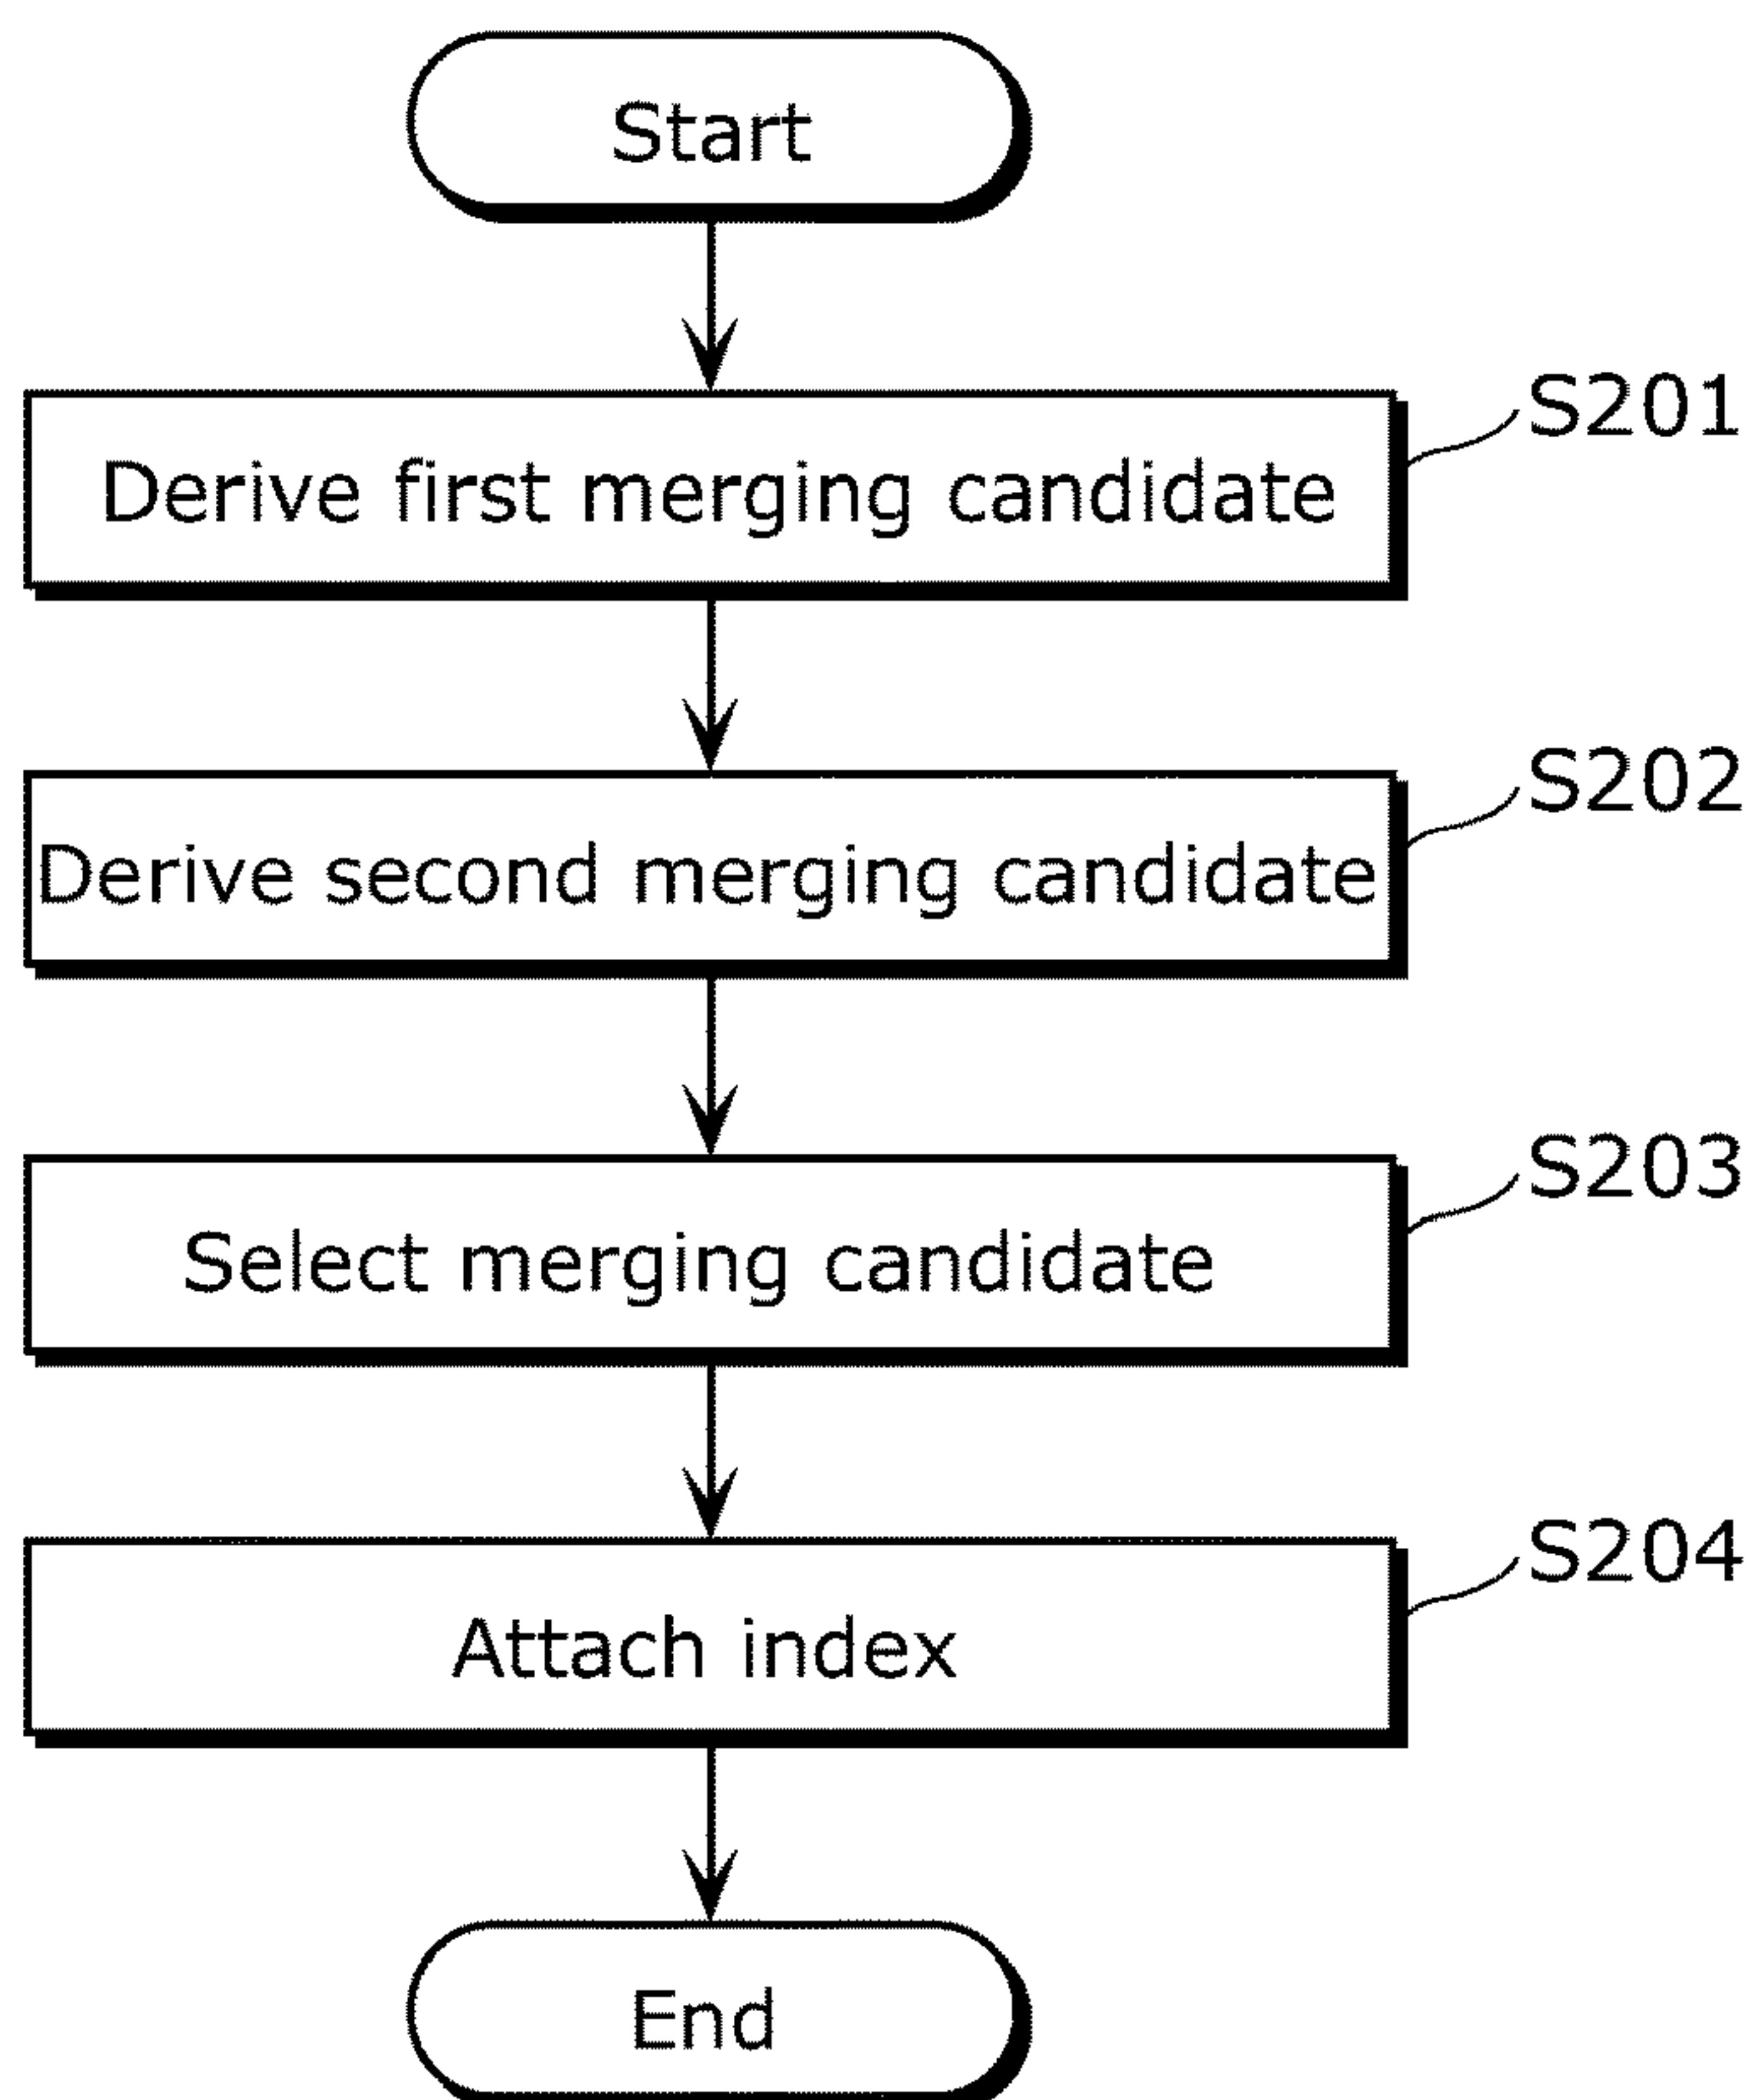 Start
Derive first merging candidate
S201
Derive second merging candidate
S202
Select merging candidate
S203
Attach index
S204
End